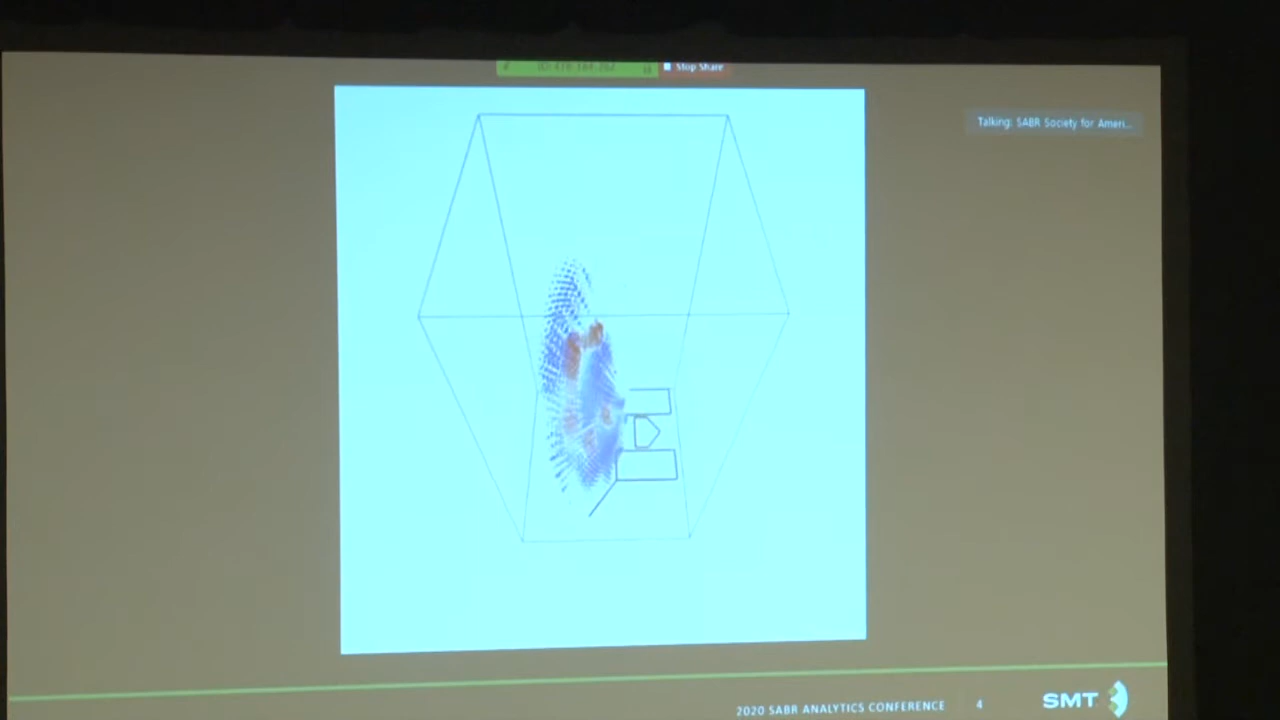 Stop Share
Talking: SABR Society for Ameri...
2020 SABR ANALYTICS CONFERENCE
4
SMT